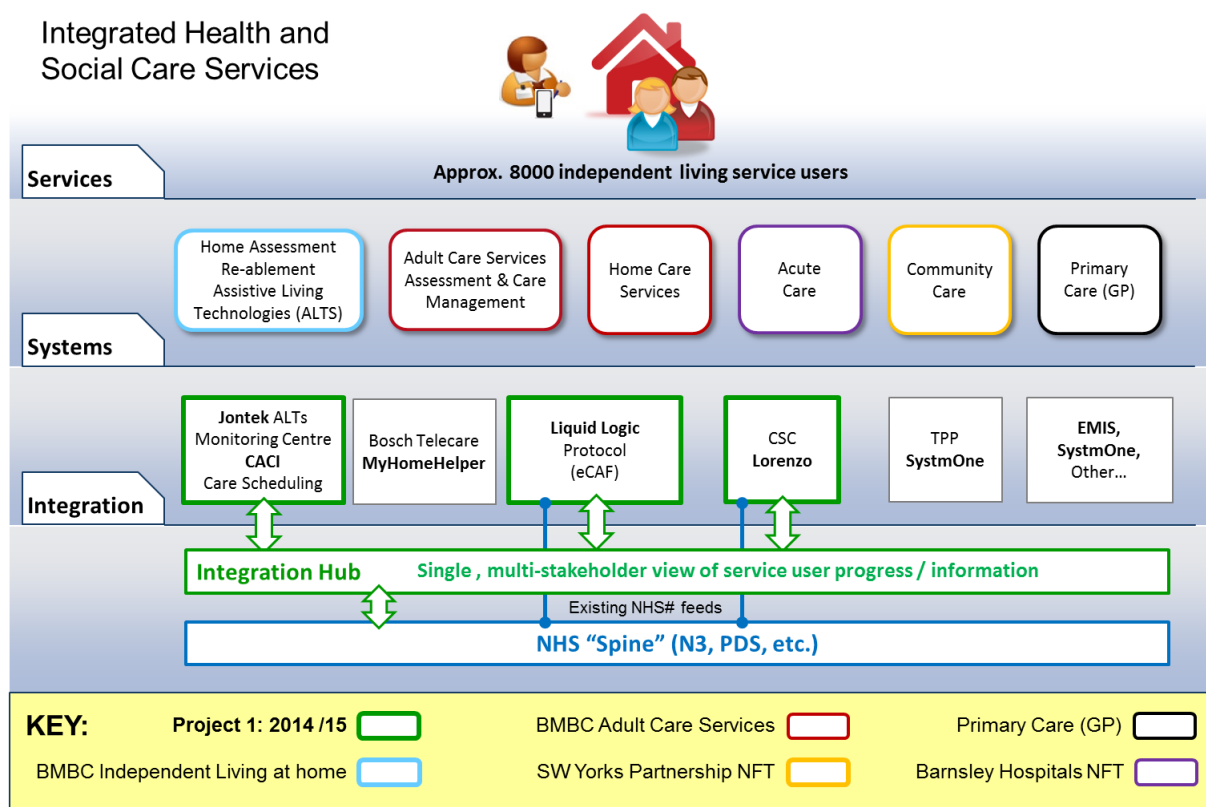 Integrated Health and
Social Care Services
Services
Approx. 8000 independent living service users
Home Assessment
Re-ablement
Assistive Living
Technologies (ALTS)
Adult Care Services
Assessment & Care
Management
Home Care
Services
Acute
Care
Community
Care
Primary
Care (GP)
Systems
Jontek ALTs
Monitoring Centre
CACI
Care Scheduling
Bosch Telecare
MyHomeHelper
Liquid Logic
Protocol
(eCAF)
CSC
Lorenzo
TPP
SystmOne
EMIS,
SystmOne,
Other...
Integration
Integration Hub Single , multi-stakeholder view of service user progress / information
Existing NHS# feeds
NHS “Spine” (N3, PDS, etc.)
KEY: Project 1: 2014 /15 BMBC Adult Care Services Primary Care (GP)
BMBC Independent Living at home SW Yorks Partnership NFT Barnsley Hospitals NFT